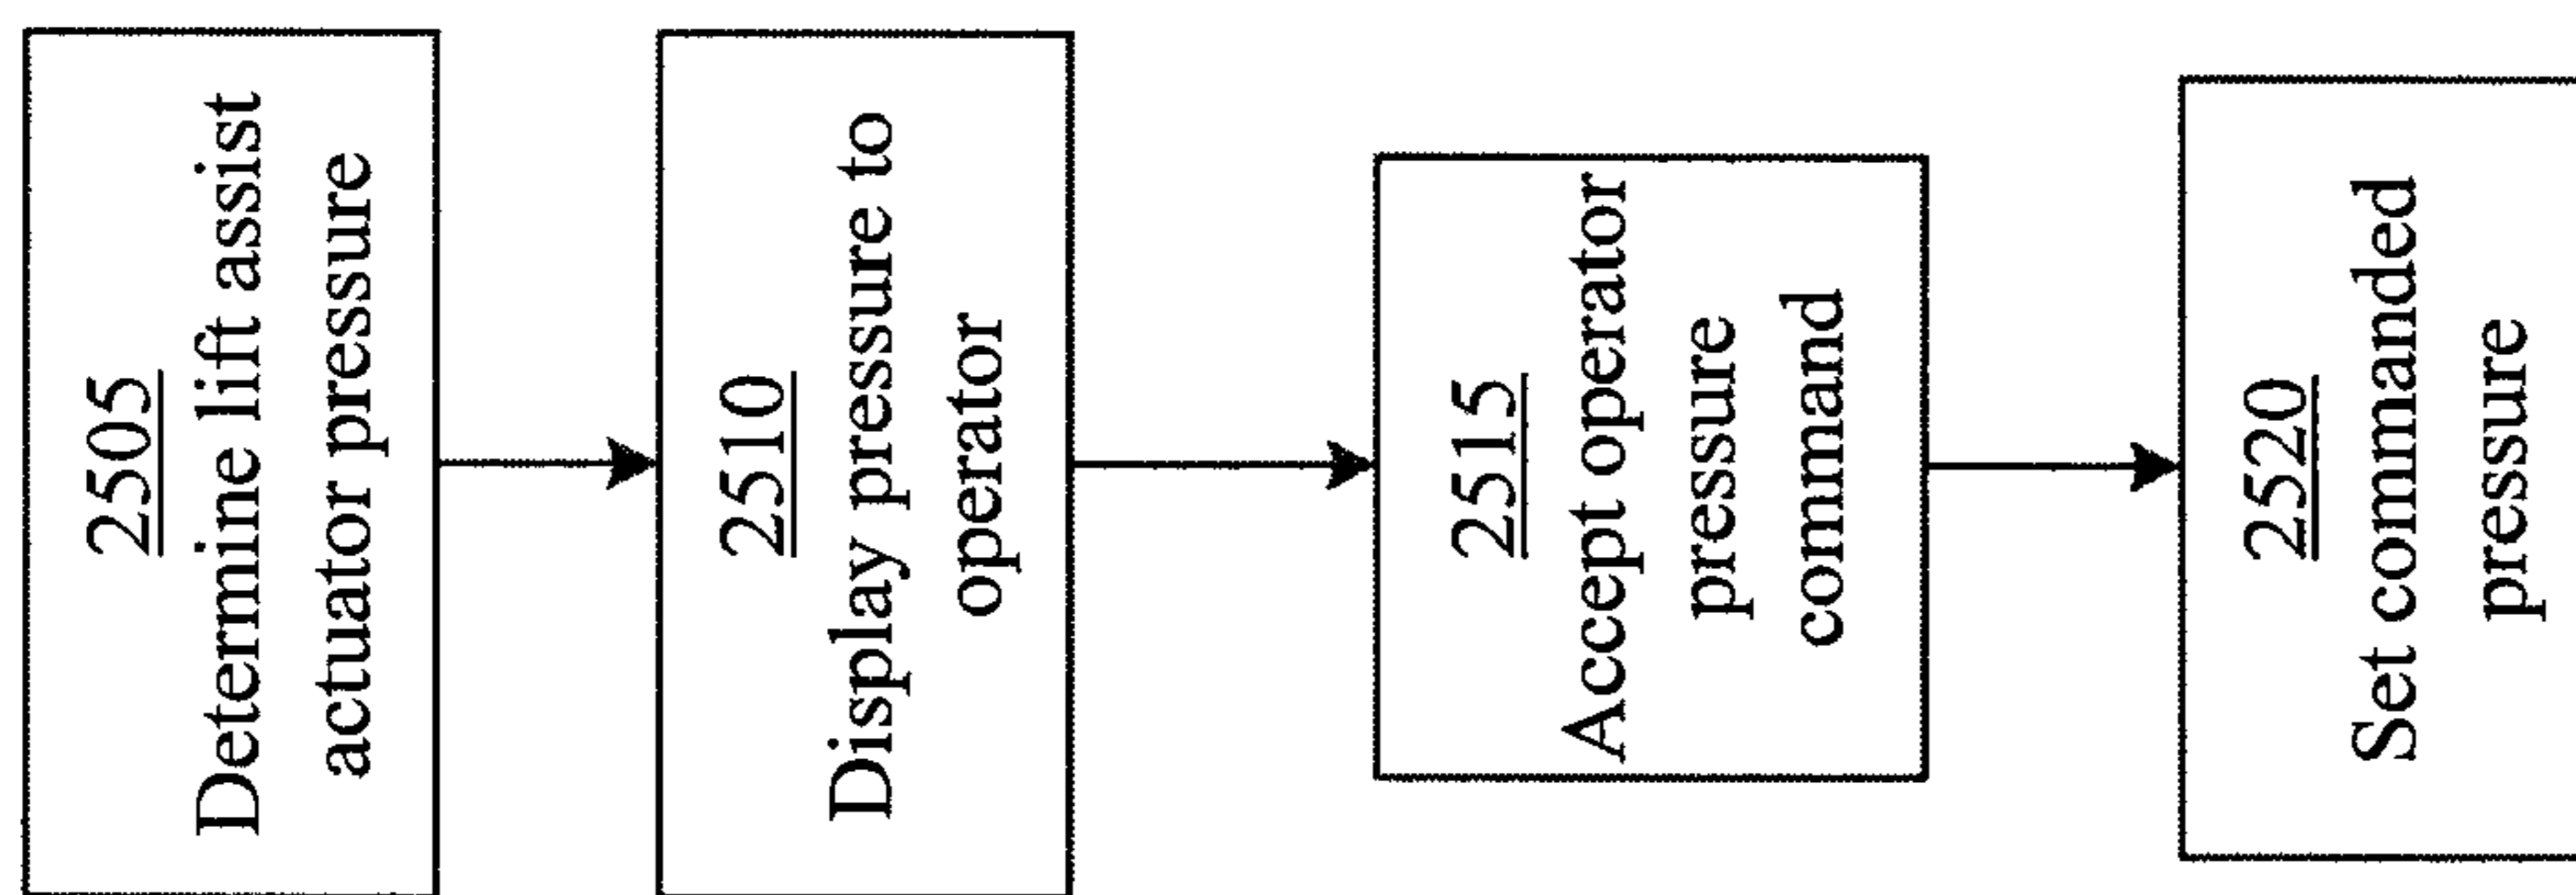 2505
Determine lift assist
actuator pressure
2510
Display pressure to
operator
2515
Accept operator
pressure
command
2520
Set commanded
pressure